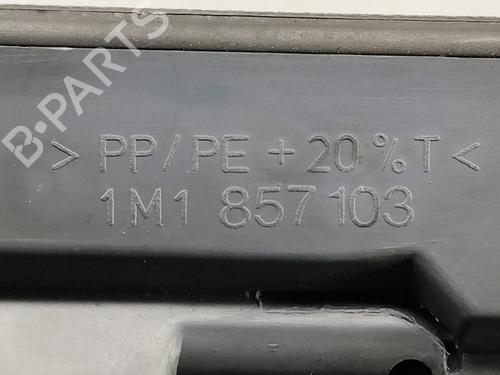 B-PARTS
> PP/PE + 20%T <
1M1 857 103